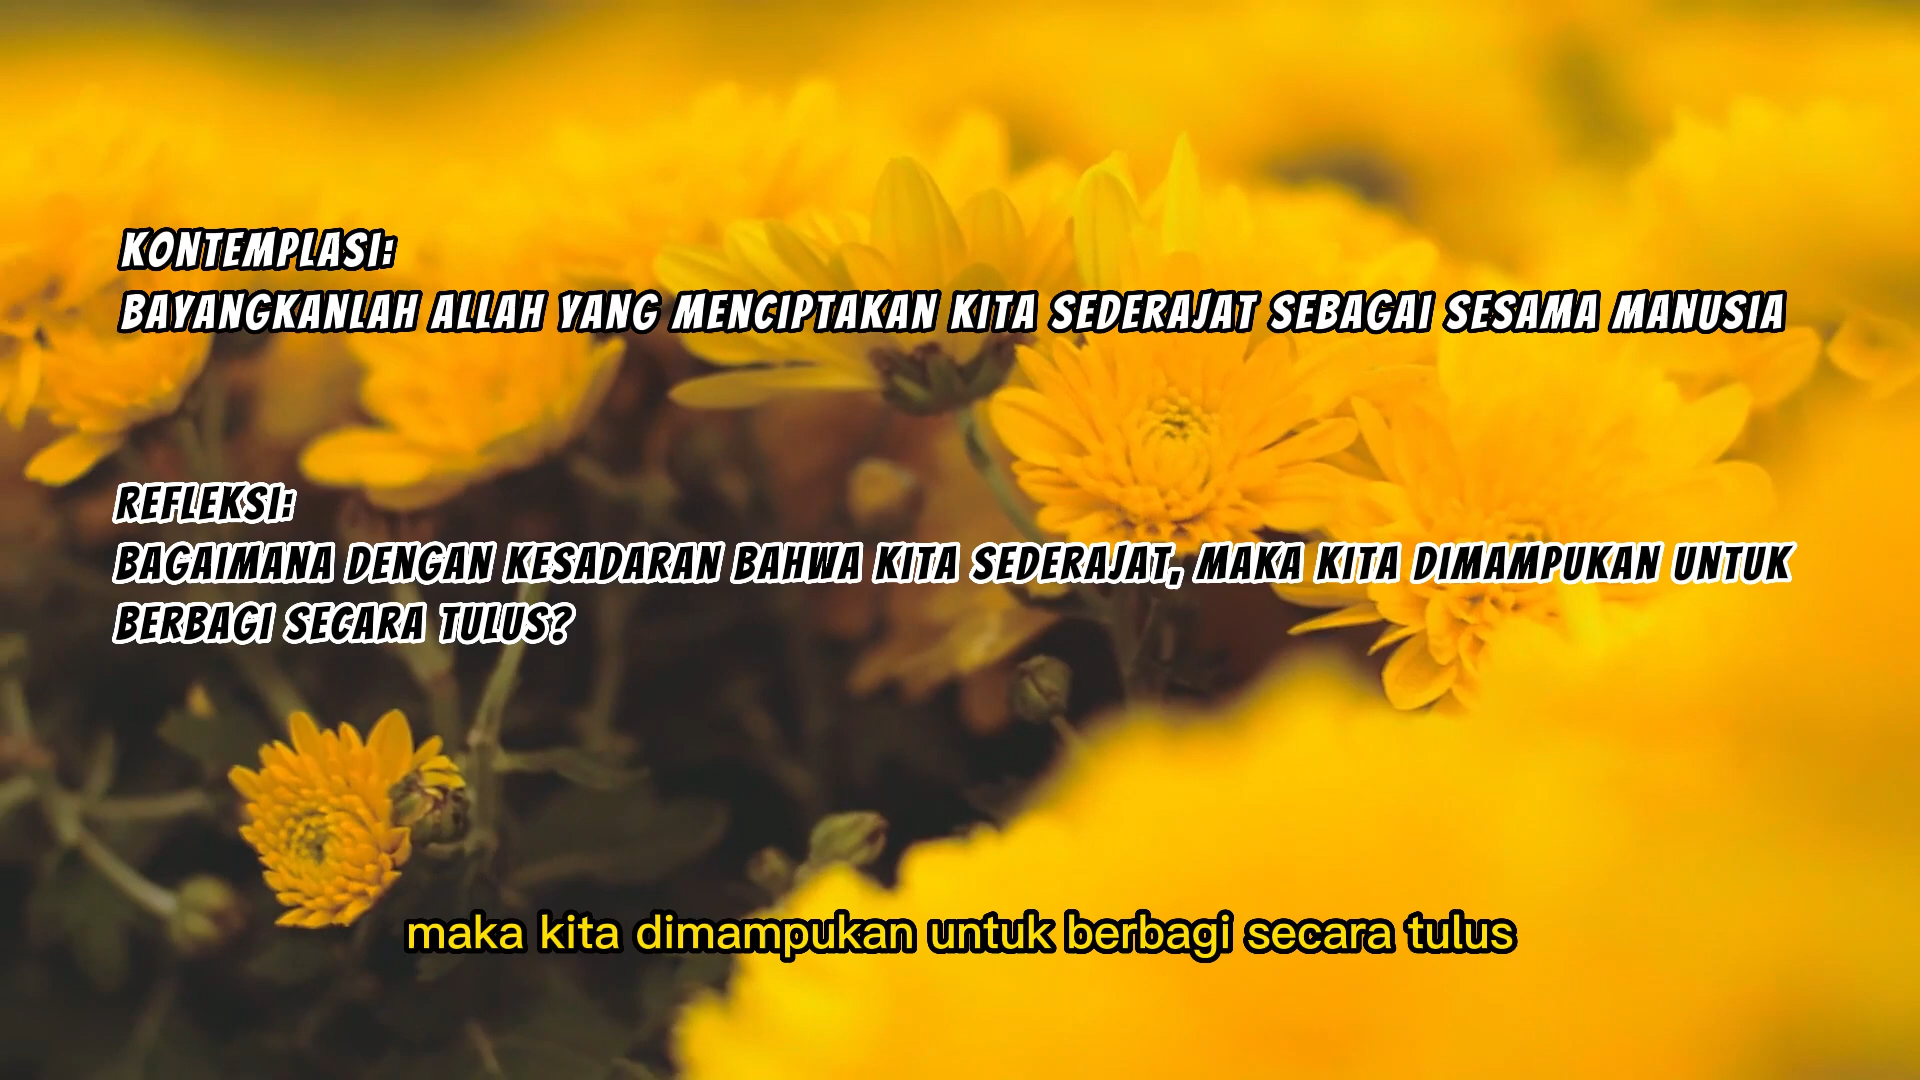 KONTEMPLASI:
BAYANGKANLAH ALLAH YANG MENCIPTAKAN KITA SEDERAJAT SEBAGAI SESAMA MANUSIA
REFLEKSI:
BAGAIMANA DENGAN KESADARAN BAHWA KITA SEDERAJAT, MAKA KITA DIMAMPUKAN UNTUK
BERBAGI SECARA TULUS?
maka kita dimampukan untuk berbagi secara tulus